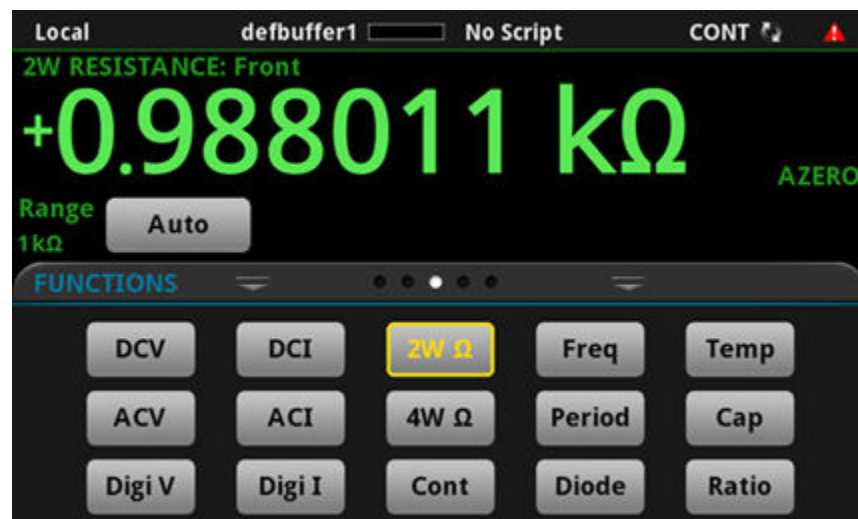 Local defbuffer1 No Script CONT
2W RESISTANCE: Front
+0.988011 kΩ
AZERO
Range Auto
1kΩ
FUNCTIONS
DCV DCI 2W Ω Freq Temp
ACV ACI 4W Ω Period Cap
Digi V Digi I Cont Diode Ratio